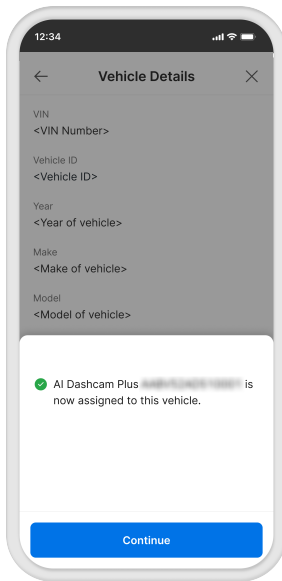 12:34
Vehicle Details
VIN
<VIN Number>
Vehicle ID
<Vehicle ID>
Year
<Year of vehicle>
Make
<Make of vehicle>
Model
<Model of vehicle>
AI Dashcam Plus is
now assigned to this vehicle.
Continue